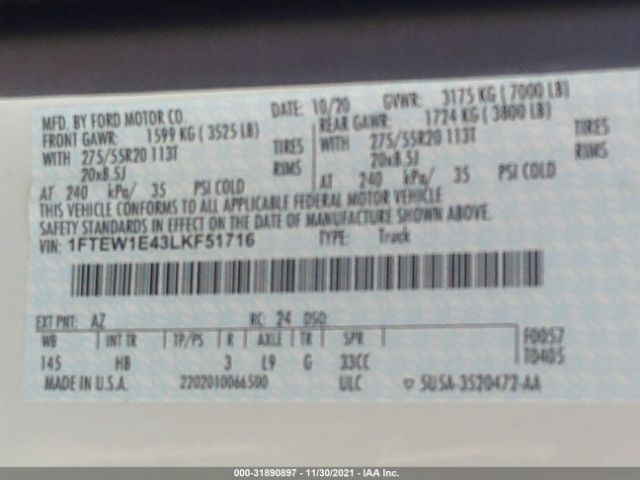 MFD. BY FORD MOTOR CO. DATE: 10/20 GVWR: 3175 KG ( 7000 LB)
FRONT GAWR: 1599 KG ( 3525 LB) REAR GAWR: 1724 KG ( 3800 LB)
WITH 275/55R20 113T TIRES WITH 275/55R20 113T TIRES
20x8.5J RIMS 20x8.5J RIMS
AT 240 kPa/ 35 PSI COLD AT 240 kPa/ 35 PSI COLD
THIS VEHICLE CONFORMS TO ALL APPLICABLE FEDERAL MOTOR VEHICLE
SAFETY STANDARDS IN EFFECT ON THE DATE OF MANUFACTURE SHOWN ABOVE.
VIN: 1FTEW1E43LKF51716 TYPE: Truck
EXT PNT: AZ RC: 24 DSO:
WB INT TR TP/PS R AXLE TR SPR F0057
145 HB 3 L9 G 33CC T0405
MADE IN U.S.A. 2202010066500 ULC SU5A-3520472-AA
000-31890897 - 11/30/2021 - IAA Inc.